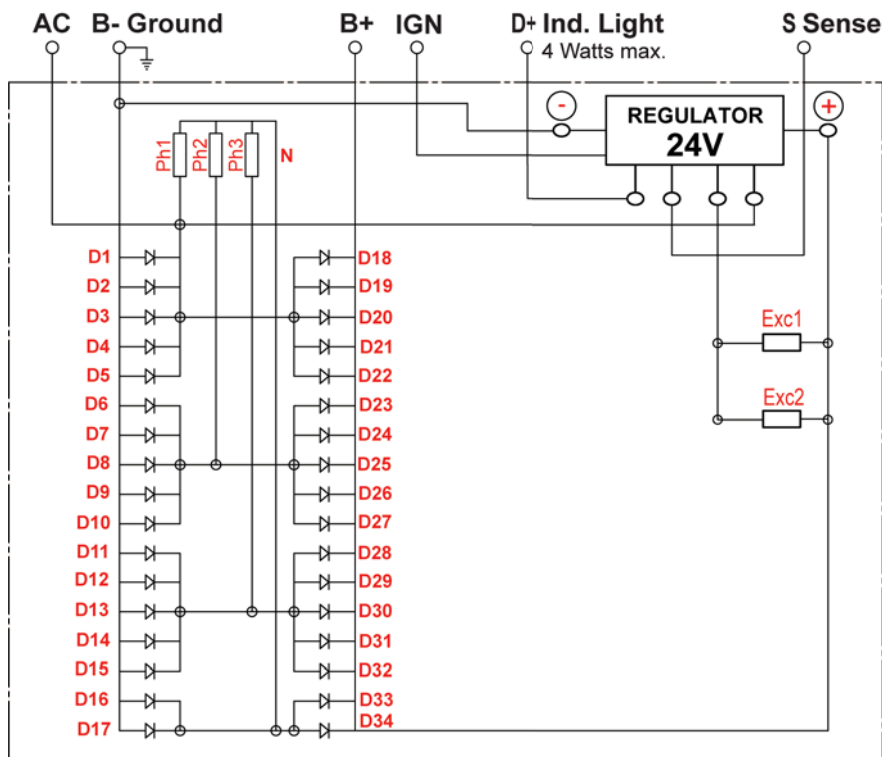 AC B- Ground B+ IGN D+ Ind. Light S Sense
4 Watts max.
- REGULATOR +
24V
Ph1 Ph2 Ph3 N
D1 D18
D2 D19
D3 D20
Exc1
D4 D21
D5 D22
Exc2
D6 D23
D7 D24
D8 D25
D9 D26
D10 D27
D11 D28
D12 D29
D13 D30
D14 D31
D15 D32
D16 D33
D17 D34